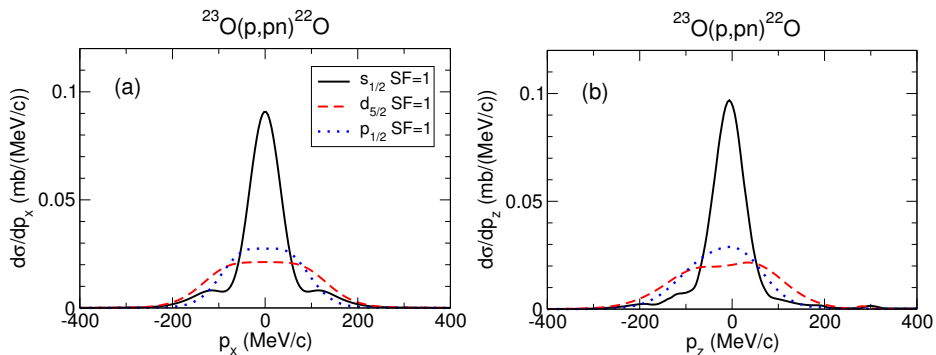 ²³O(p,pn)²²O
(a)
s₁/₂ SF=1
d₅/₂ SF=1
p₁/₂ SF=1
dσ/dpₓ (mb/(MeV/c))
0.1
0.05
0
-400 -200 0 200 400
pₓ (MeV/c)
²³O(p,pn)²²O
(b)
dσ/dp_z (mb/(MeV/c))
0.1
0.05
0
-400 -200 0 200 400
p_z (MeV/c)